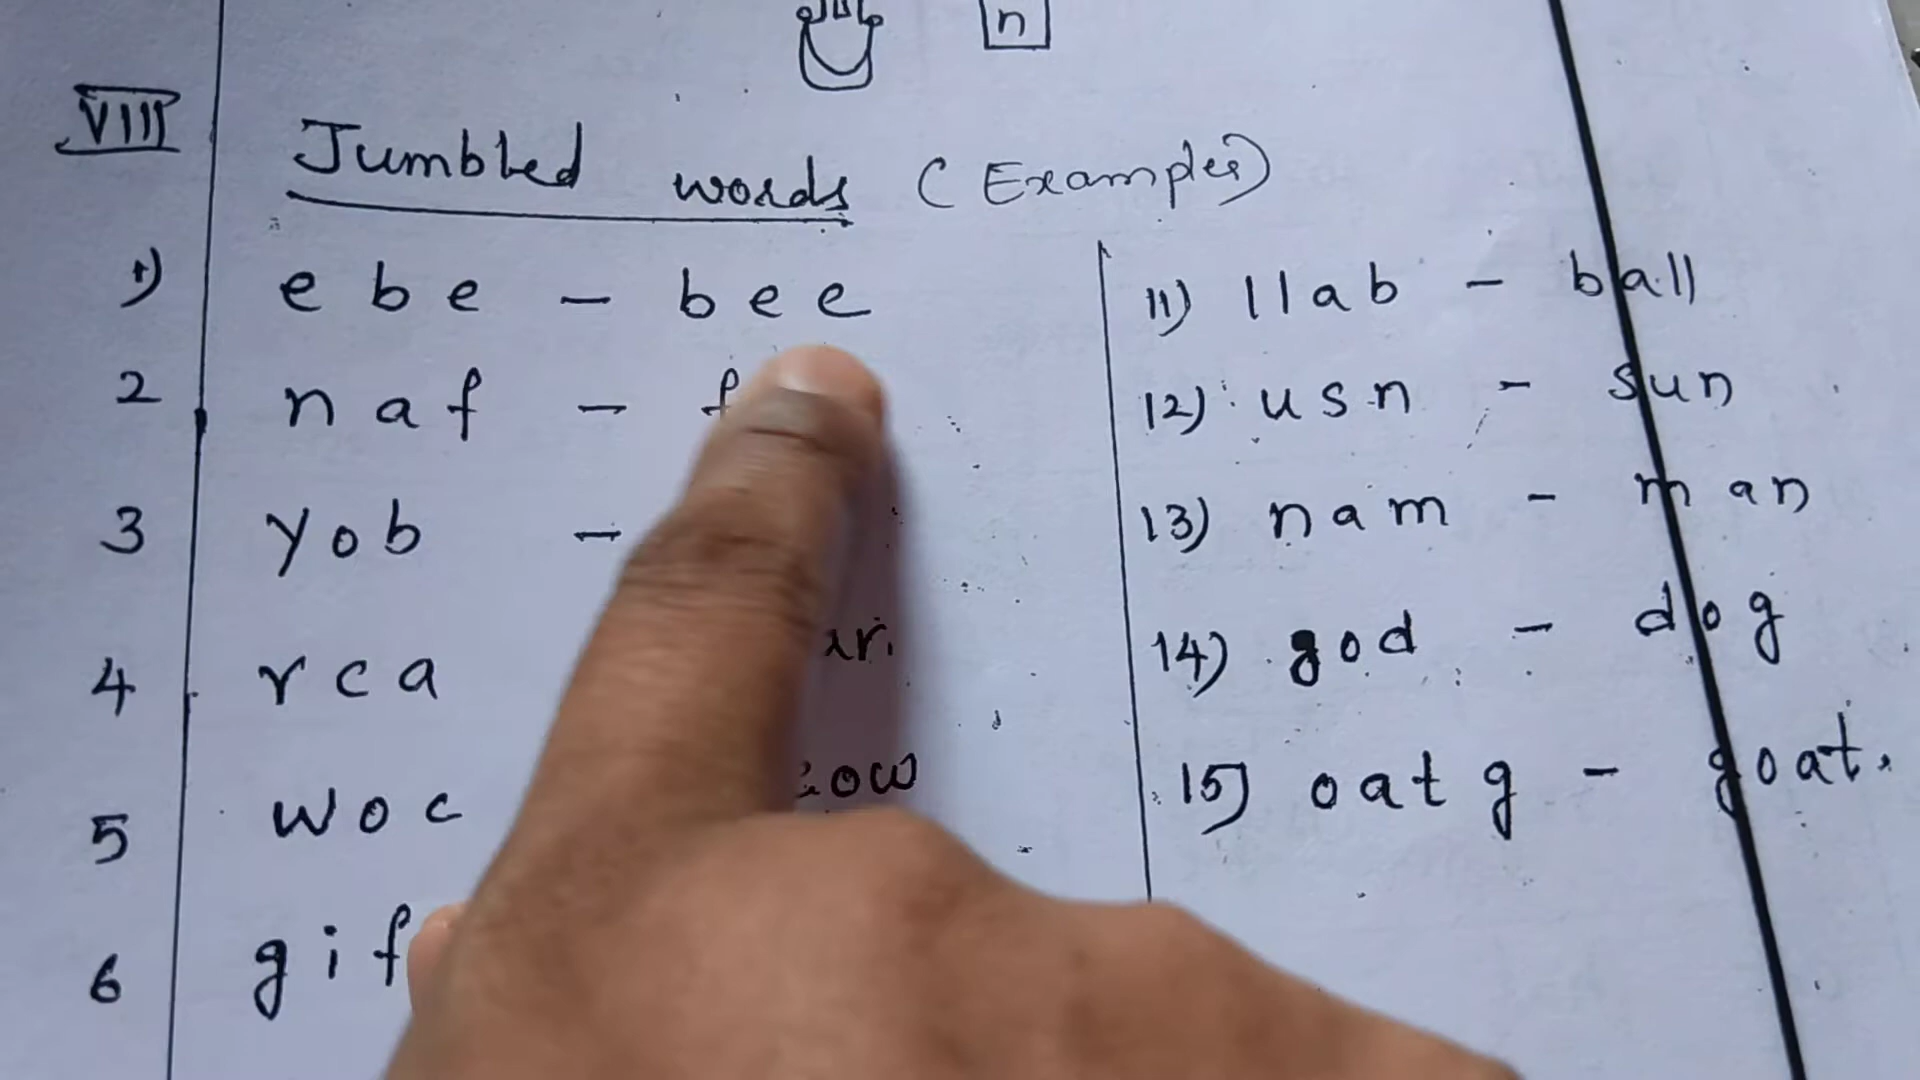 n
VIII
Jumbled words (Examples)
1) ebe - bee
2 naf -
3 yob -
4 rca
5 woc
6 gif
11) llab - ball
12) usn - sun
13) nam - man
14) god - dog
15) oatg - goat.